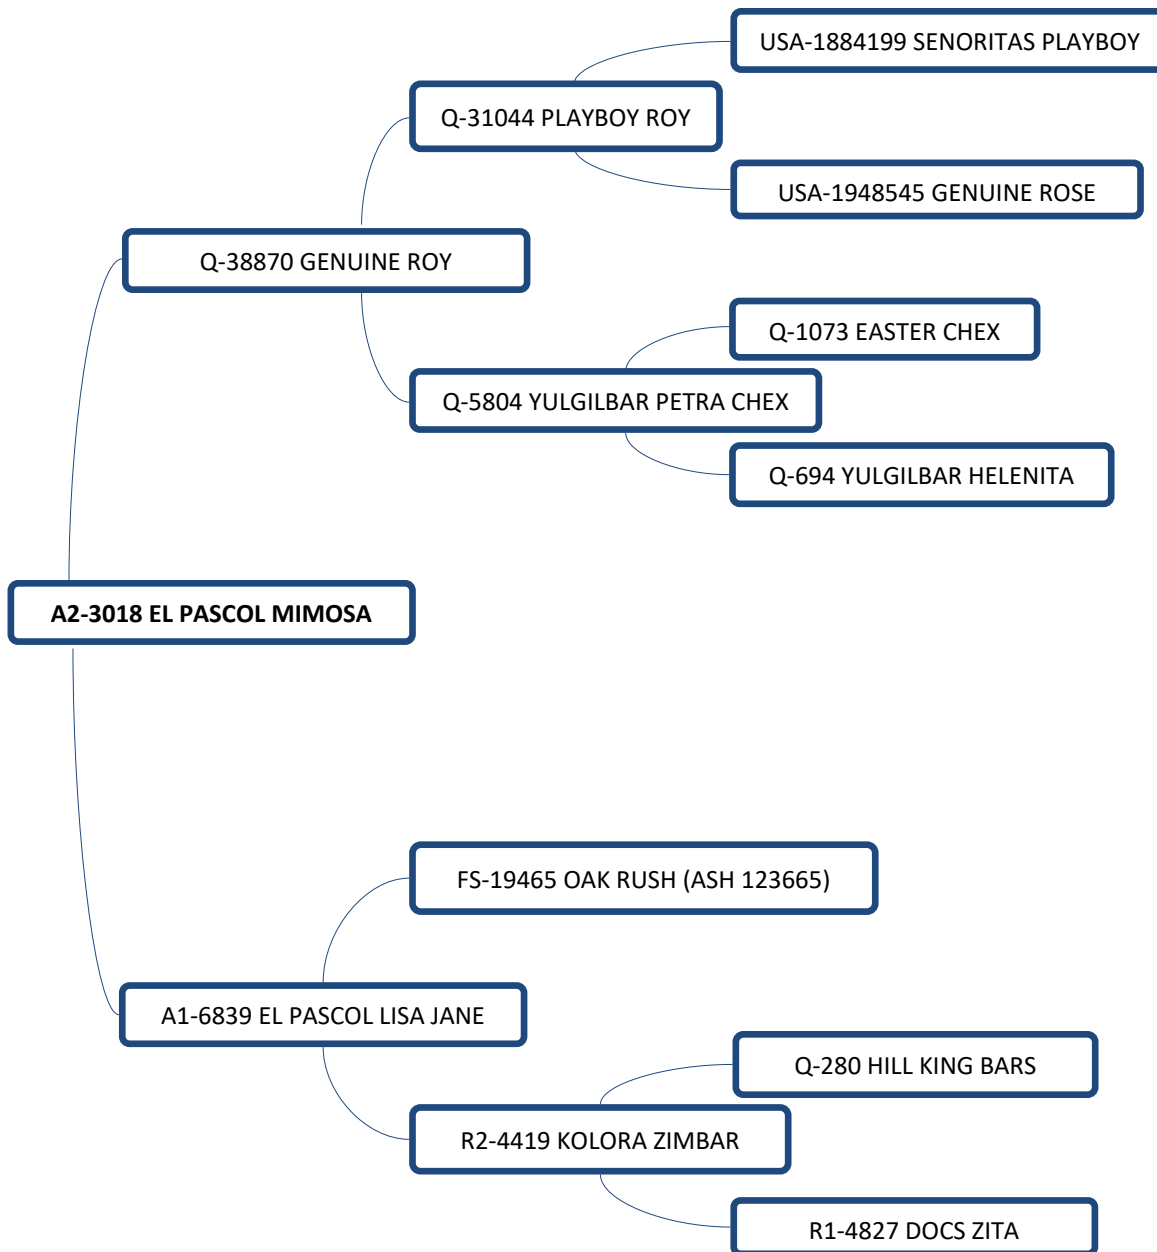 USA-1884199 SENORITAS PLAYBOY
Q-31044 PLAYBOY ROY
USA-1948545 GENUINE ROSE
Q-38870 GENUINE ROY
Q-1073 EASTER CHEX
Q-5804 YULGILBAR PETRA CHEX
Q-694 YULGILBAR HELENITA
A2-3018 EL PASCOL MIMOSA
FS-19465 OAK RUSH (ASH 123665)
A1-6839 EL PASCOL LISA JANE
Q-280 HILL KING BARS
R2-4419 KOLORA ZIMBAR
R1-4827 DOCS ZITA